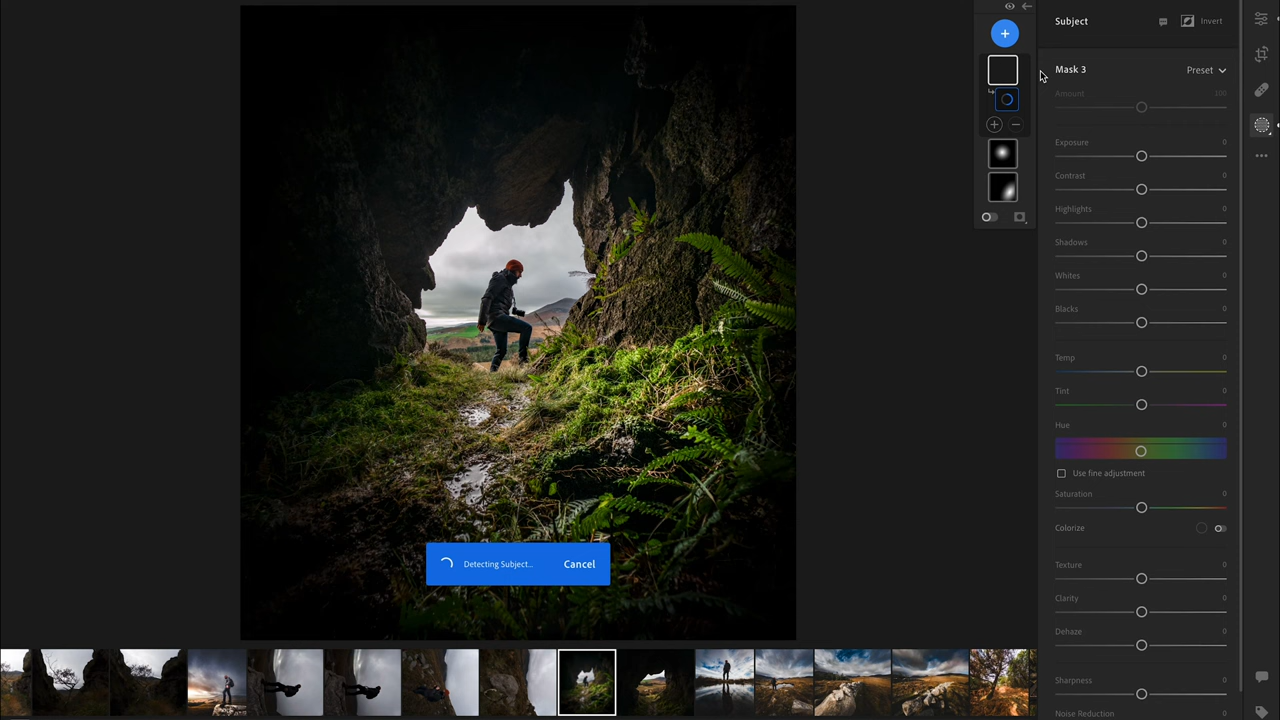 Subject
Invert
Mask 3
Preset
Amount 100
Exposure 0
Contrast 0
Highlights 0
Shadows 0
Whites 0
Blacks 0
Temp 0
Tint 0
Hue 0
Use fine adjustment
Saturation 0
Colorize
Texture 0
Clarity 0
Dehaze 0
Sharpness 0
Noise Reduction 0
Detecting Subject... Cancel